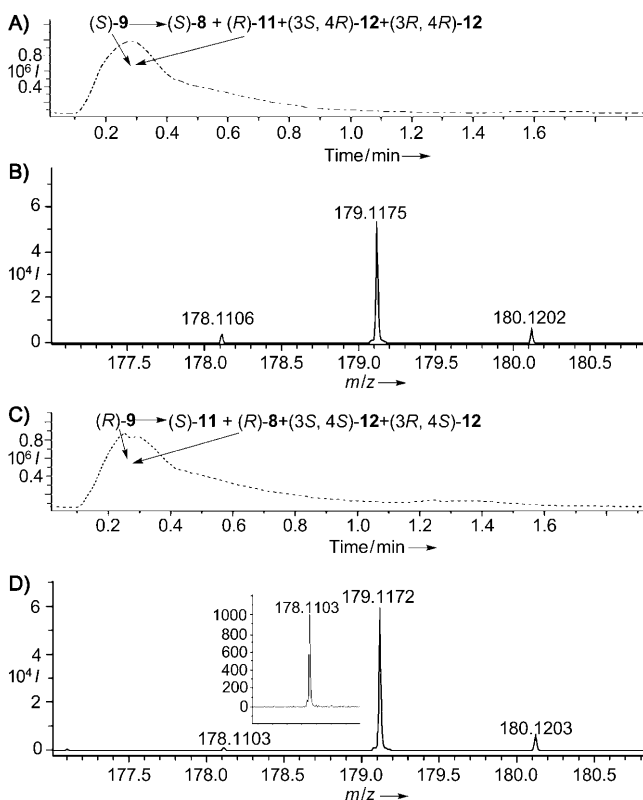 A)
(S)-9 → (S)-8 + (R)-11+(3S, 4R)-12+(3R, 4R)-12
0.8
10⁶ I
0.4
0.2 0.4 0.6 0.8 1.0 1.2 1.4 1.6
Time/min →
B)
6
179.1175
4
10⁴ I
2
178.1106
180.1202
0
177.5 178.0 178.5 179.0 179.5 180.0 180.5
m/z →
C)
(R)-9 → (S)-11 + (R)-8+(3S, 4S)-12+(3R, 4S)-12
0.8
10⁶ I
0.4
0.2 0.4 0.6 0.8 1.0 1.2 1.4 1.6
Time/min →
D)
6
179.1172
178.1103
1000
800
600
400
200
0
4
10⁴ I
2
178.1103
180.1203
0
177.5 178.0 178.5 179.0 179.5 180.0 180.5
m/z →